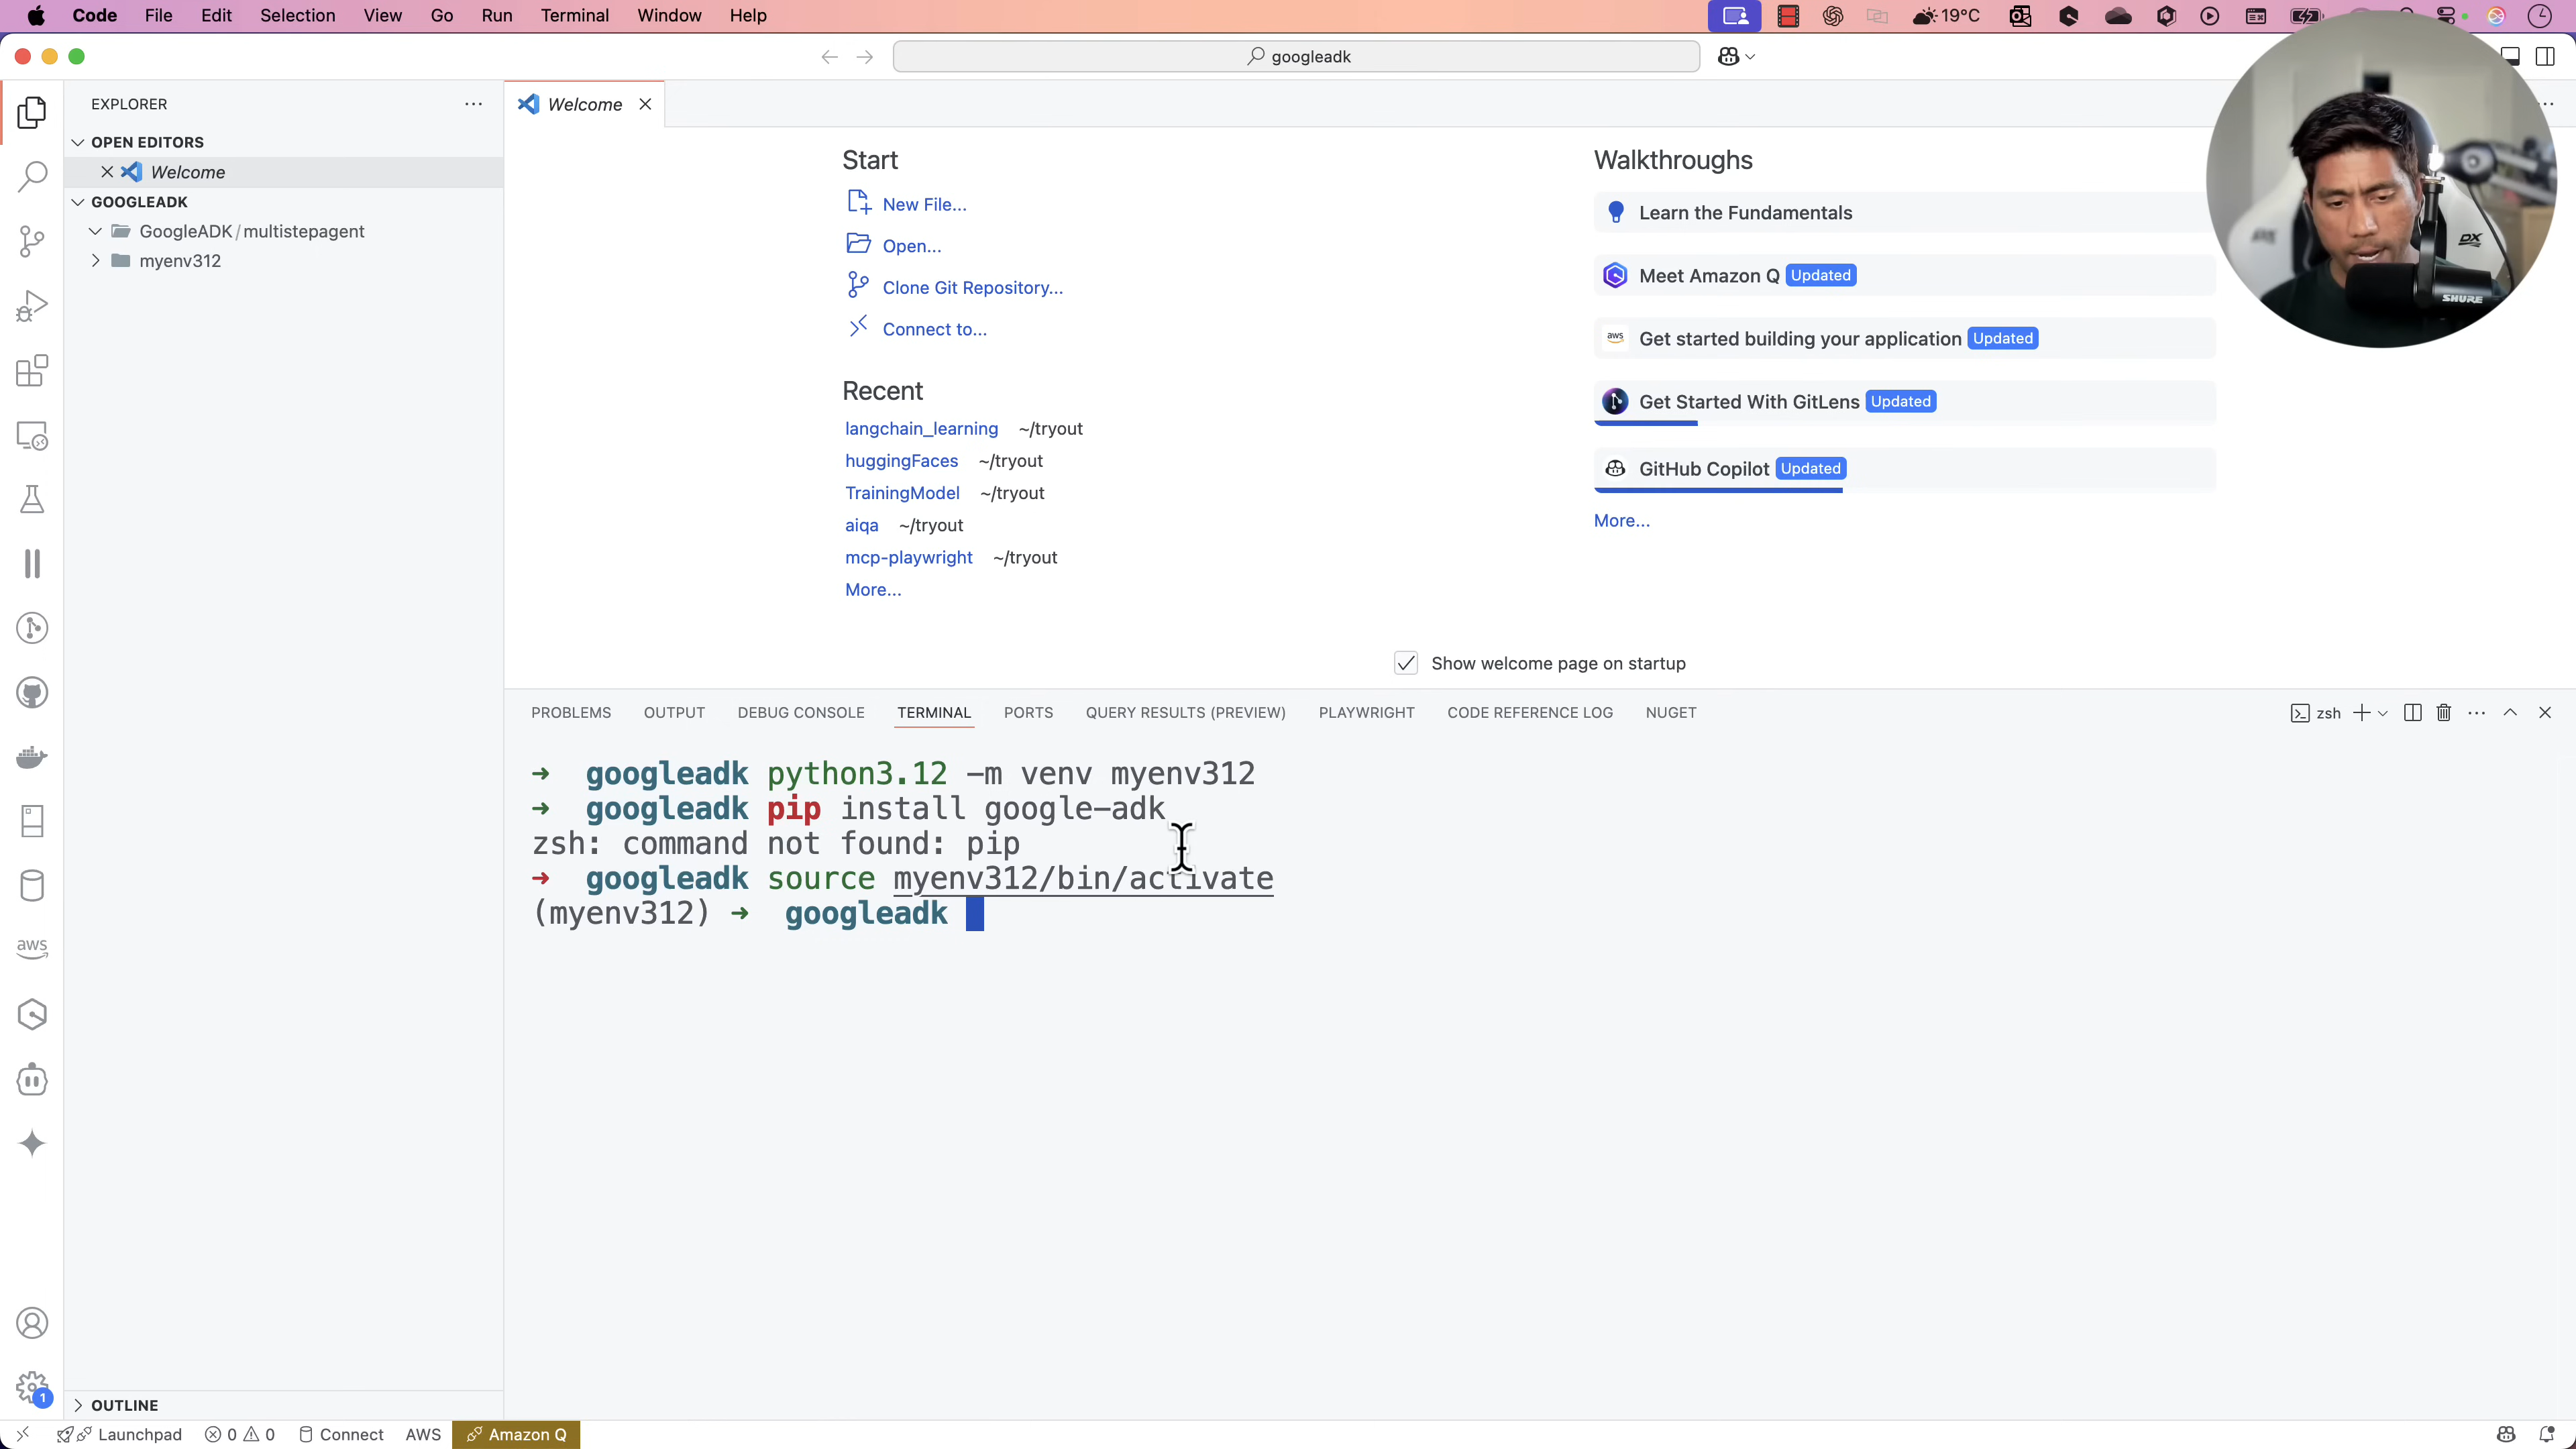 Code File Edit Selection View Go Run Terminal Window Help
19°C
googleadk
EXPLORER
OPEN EDITORS
Welcome
GOOGLEADK
GoogleADK / multistepagent
myenv312
OUTLINE
Welcome
Start
New File...
Open...
Clone Git Repository...
Connect to...
Recent
langchain_learning ~/tryout
huggingFaces ~/tryout
TrainingModel ~/tryout
aiqa ~/tryout
mcp-playwright ~/tryout
More...
Walkthroughs
Learn the Fundamentals
Meet Amazon Q Updated
aws Get started building your application Updated
Get Started With GitLens Updated
GitHub Copilot Updated
More...
Show welcome page on startup
DX
SHURE
PROBLEMS OUTPUT DEBUG CONSOLE TERMINAL PORTS QUERY RESULTS (PREVIEW) PLAYWRIGHT CODE REFERENCE LOG NUGET
zsh
➜ googleadk python3.12 -m venv myenv312
➜ googleadk pip install google-adk
zsh: command not found: pip
➜ googleadk source myenv312/bin/activate
(myenv312) ➜ googleadk
aws
1
Launchpad 0 0 Connect AWS Amazon Q